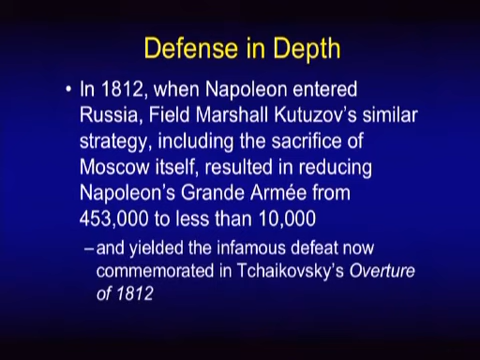 Defense in Depth
• In 1812, when Napoleon entered
Russia, Field Marshall Kutuzov's similar
strategy, including the sacrifice of
Moscow itself, resulted in reducing
Napoleon's Grande Armée from
453,000 to less than 10,000
–and yielded the infamous defeat now
commemorated in Tchaikovsky's Overture
of 1812